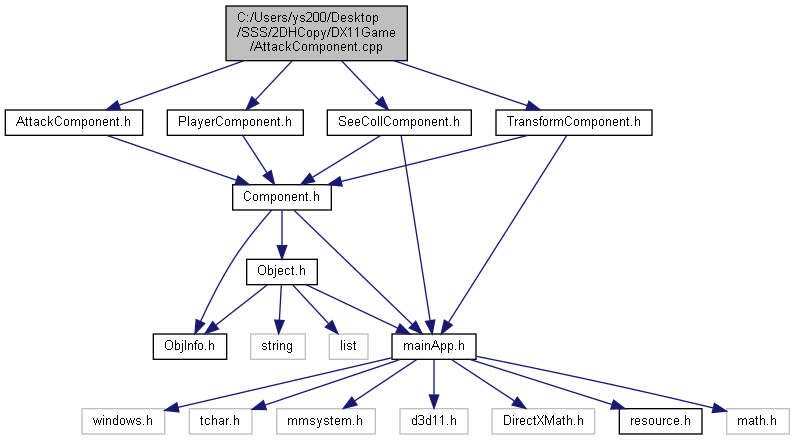 C:/Users/ys200/Desktop
/SSS/2DHCopy/DX11Game
/AttackComponent.cpp
AttackComponent.h
PlayerComponent.h
SeeCollComponent.h
TransformComponent.h
Component.h
Object.h
ObjInfo.h
string
list
mainApp.h
windows.h
tchar.h
mmsystem.h
d3d11.h
DirectXMath.h
resource.h
math.h